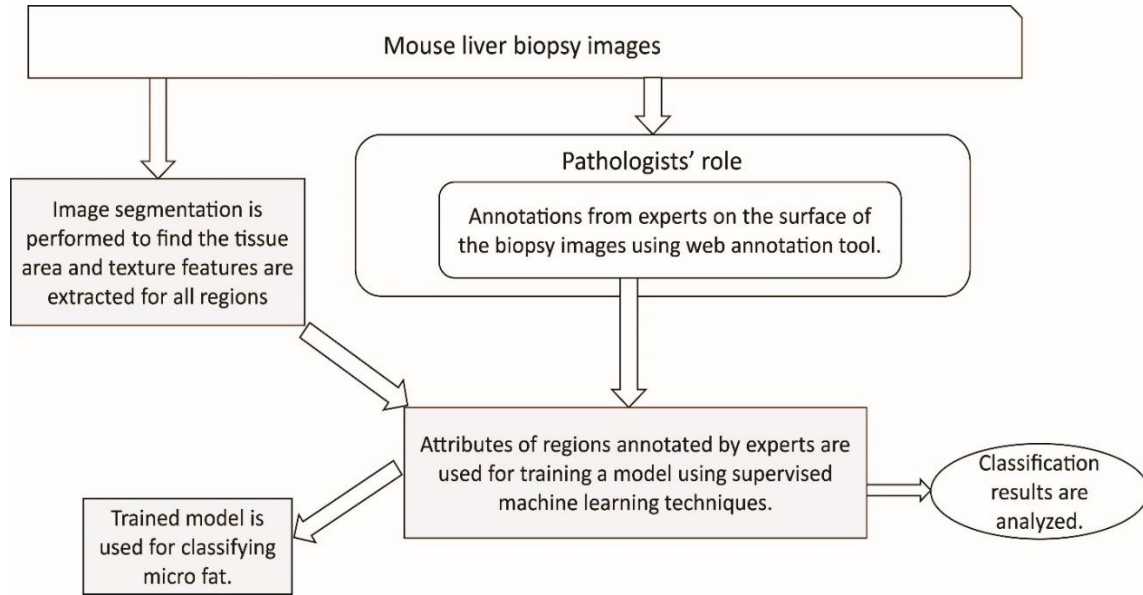 Mouse liver biopsy images
Pathologists' role
Image segmentation is
performed to find the tissue
area and texture features are
extracted for all regions
Annotations from experts on the surface of
the biopsy images using web annotation tool.
Attributes of regions annotated by experts are
used for training a model using supervised
machine learning techniques.
Classification
results are
analyzed.
Trained model is
used for classifying
micro fat.